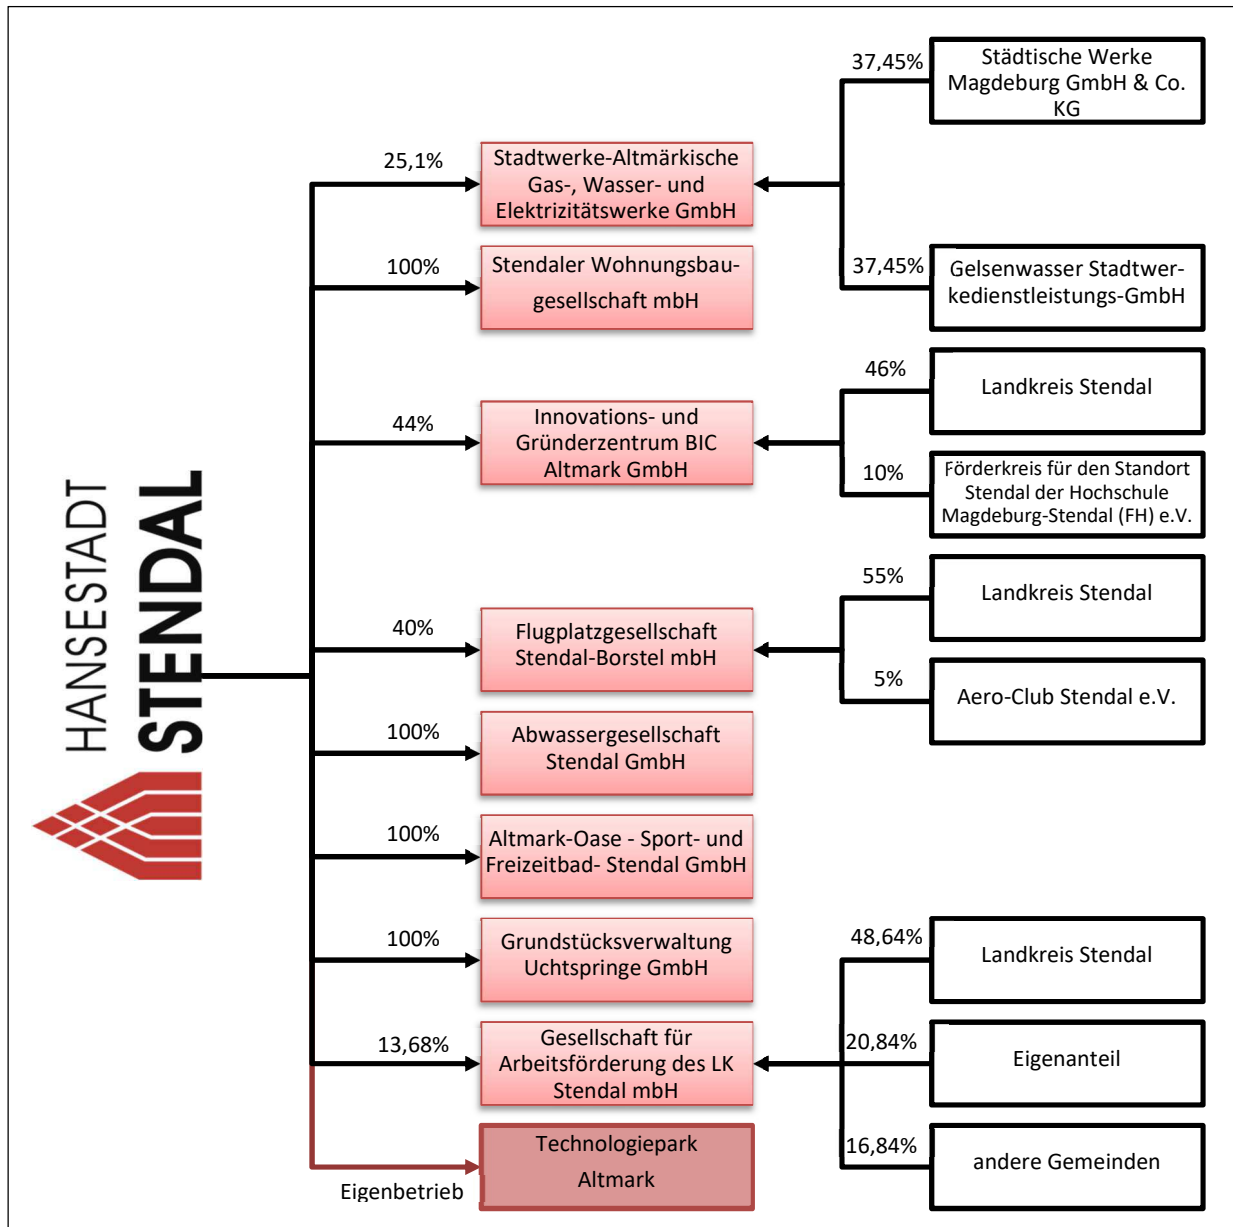 HANSESTADT
STENDAL
25,1%
Stadtwerke-Altmärkische
Gas-, Wasser- und
Elektrizitätswerke GmbH
37,45%
Städtische Werke
Magdeburg GmbH & Co.
KG
37,45%
Gelsenwasser Stadtwer-
kedienstleistungs-GmbH
100%
Stendaler Wohnungsbau-
gesellschaft mbH
44%
Innovations- und
Gründerzentrum BIC
Altmark GmbH
46%
Landkreis Stendal
10%
Förderkreis für den Standort
Stendal der Hochschule
Magdeburg-Stendal (FH) e.V.
40%
Flugplatzgesellschaft
Stendal-Borstel mbH
55%
Landkreis Stendal
5%
Aero-Club Stendal e.V.
100%
Abwassergesellschaft
Stendal GmbH
100%
Altmark-Oase - Sport- und
Freizeitbad- Stendal GmbH
100%
Grundstücksverwaltung
Uchtspringe GmbH
13,68%
Gesellschaft für
Arbeitsförderung des LK
Stendal mbH
48,64%
Landkreis Stendal
20,84%
Eigenanteil
16,84%
andere Gemeinden
Eigenbetrieb
Technologiepark
Altmark